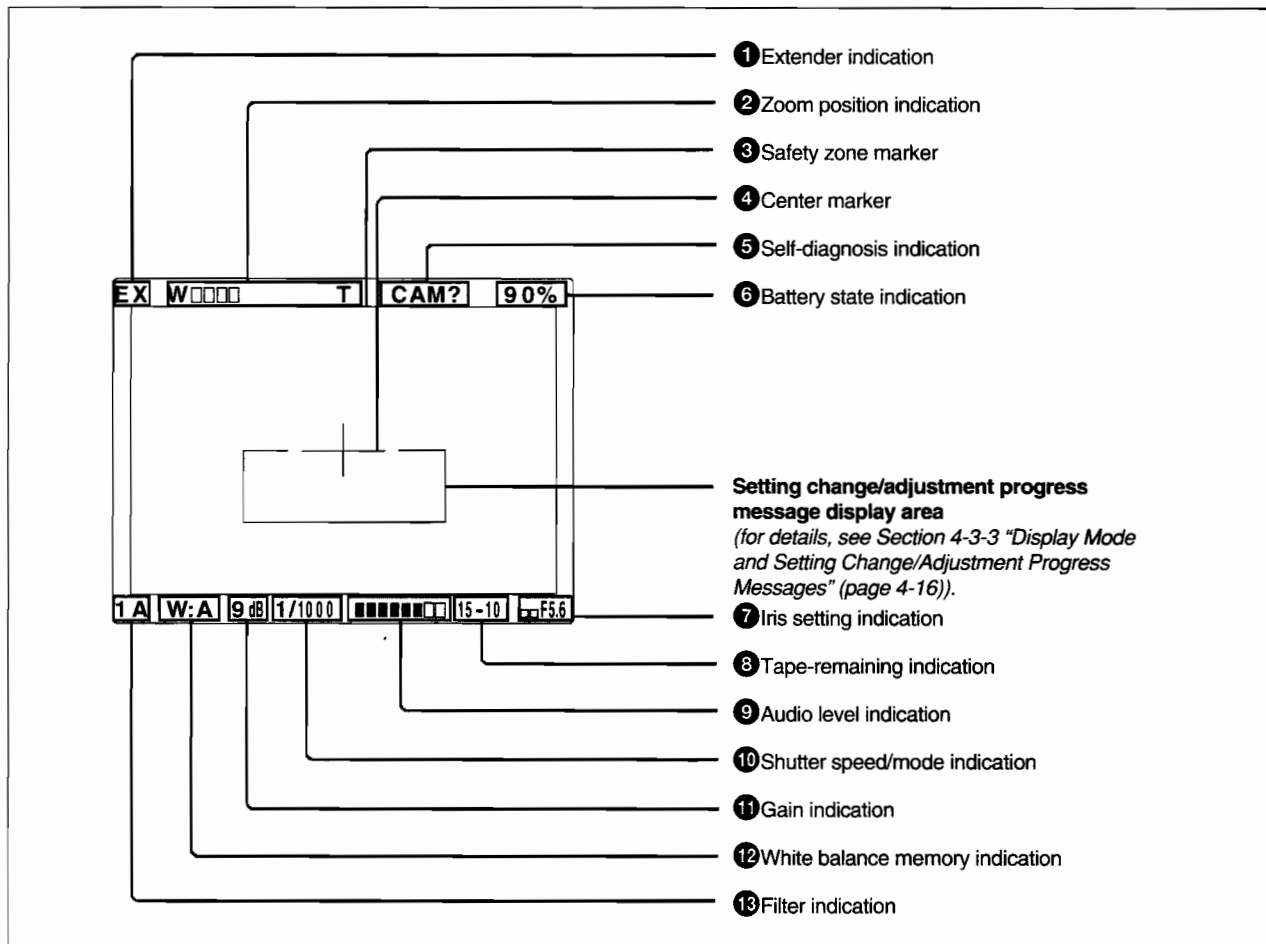 ❶Extender indication
❷Zoom position indication
❸Safety zone marker
❹Center marker
❺Self-diagnosis indication
❻Battery state indication
EX W□□□□ T CAM? 90%
Setting change/adjustment progress
message display area
(for details, see Section 4-3-3 "Display Mode
and Setting Change/Adjustment Progress
Messages" (page 4-16)).
1A W:A 9dB 1/1000 ■■■■■■□□ 15-10 F5.6
❼Iris setting indication
❽Tape-remaining indication
❾Audio level indication
❿Shutter speed/mode indication
⓫Gain indication
⓬White balance memory indication
⓭Filter indication